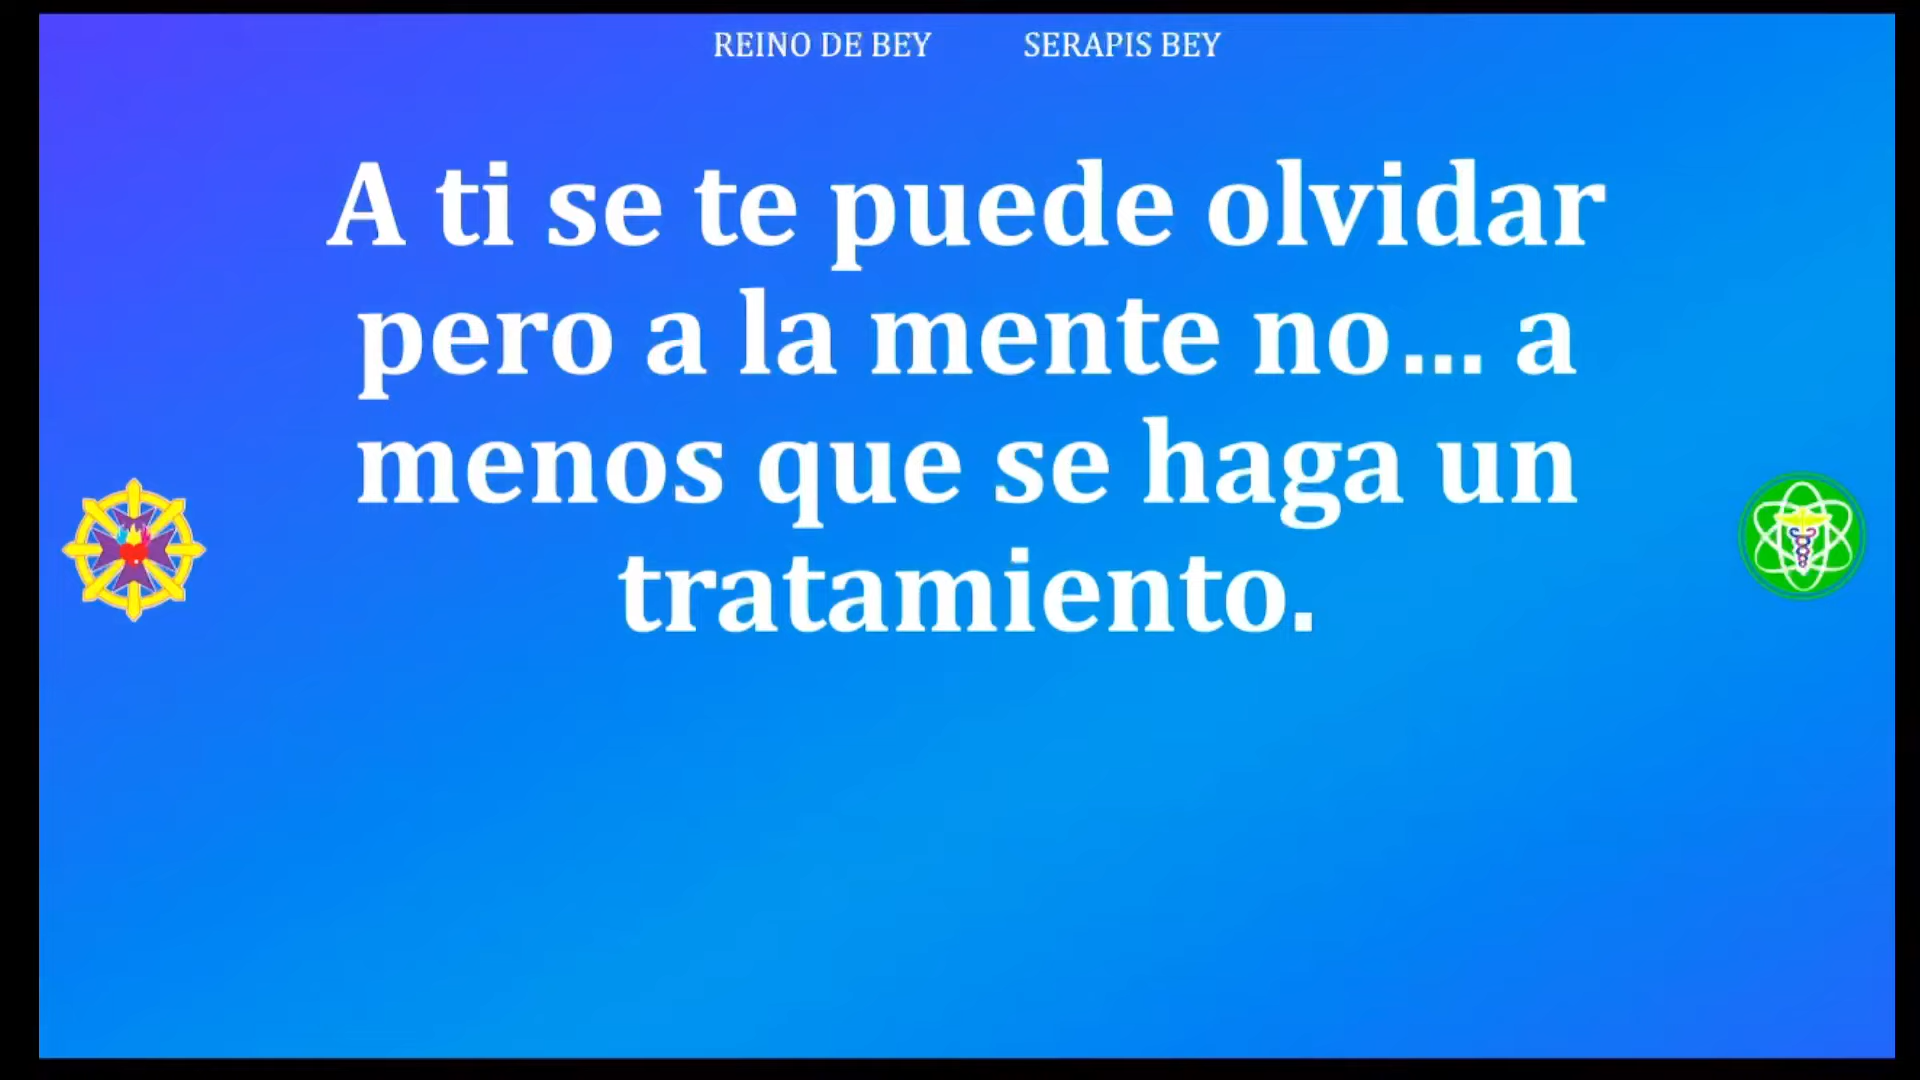 REINO DE BEY SERAPIS BEY
A ti se te puede olvidar
pero a la mente no... a
menos que se haga un
tratamiento.